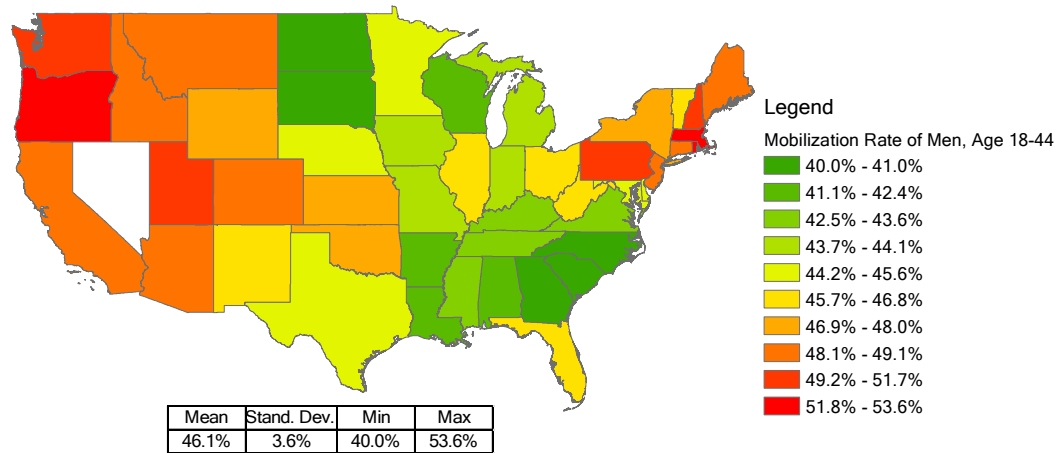 Legend
Mobilization Rate of Men, Age 18-44
40.0% - 41.0%
41.1% - 42.4%
42.5% - 43.6%
43.7% - 44.1%
44.2% - 45.6%
45.7% - 46.8%
46.9% - 48.0%
48.1% - 49.1%
49.2% - 51.7%
51.8% - 53.6%
Mean Stand. Dev. Min Max
46.1% 3.6% 40.0% 53.6%